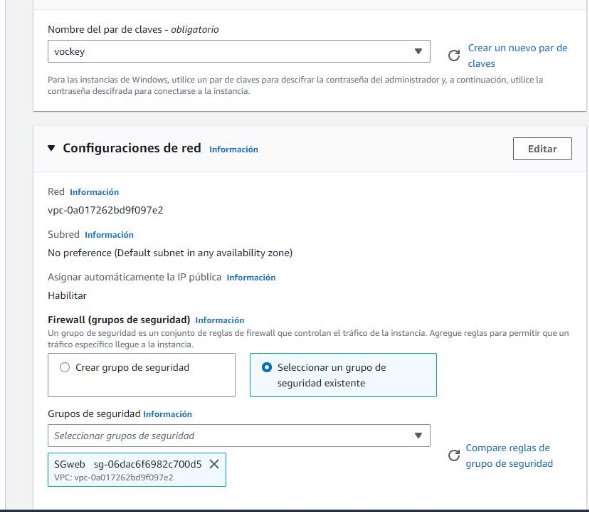 Nombre del par de claves - obligatorio
vockey
Crear un nuevo par de
claves
Para las instancias de Windows, utilice un par de claves para descifrar la contraseña del administrador y, a continuación, utilice la
contraseña descifrada para conectarse a la instancia.
Configuraciones de red Información
Editar
Red Información
vpc-0a017262bd9f097e2
Subred Información
No preference (Default subnet in any availability zone)
Asignar automáticamente la IP pública Información
Habilitar
Firewall (grupos de seguridad) Información
Un grupo de seguridad es un conjunto de reglas de firewall que controlan el tráfico de la instancia. Agregue reglas para permitir que un
tráfico específico llegue a la instancia.
Crear grupo de seguridad
Seleccionar un grupo de
seguridad existente
Grupos de seguridad Información
Seleccionar grupos de seguridad
Compare reglas de
grupo de seguridad
SGweb sg-06dac6f6982c700d5
VPC: vpc-0a017262bd9f097e2